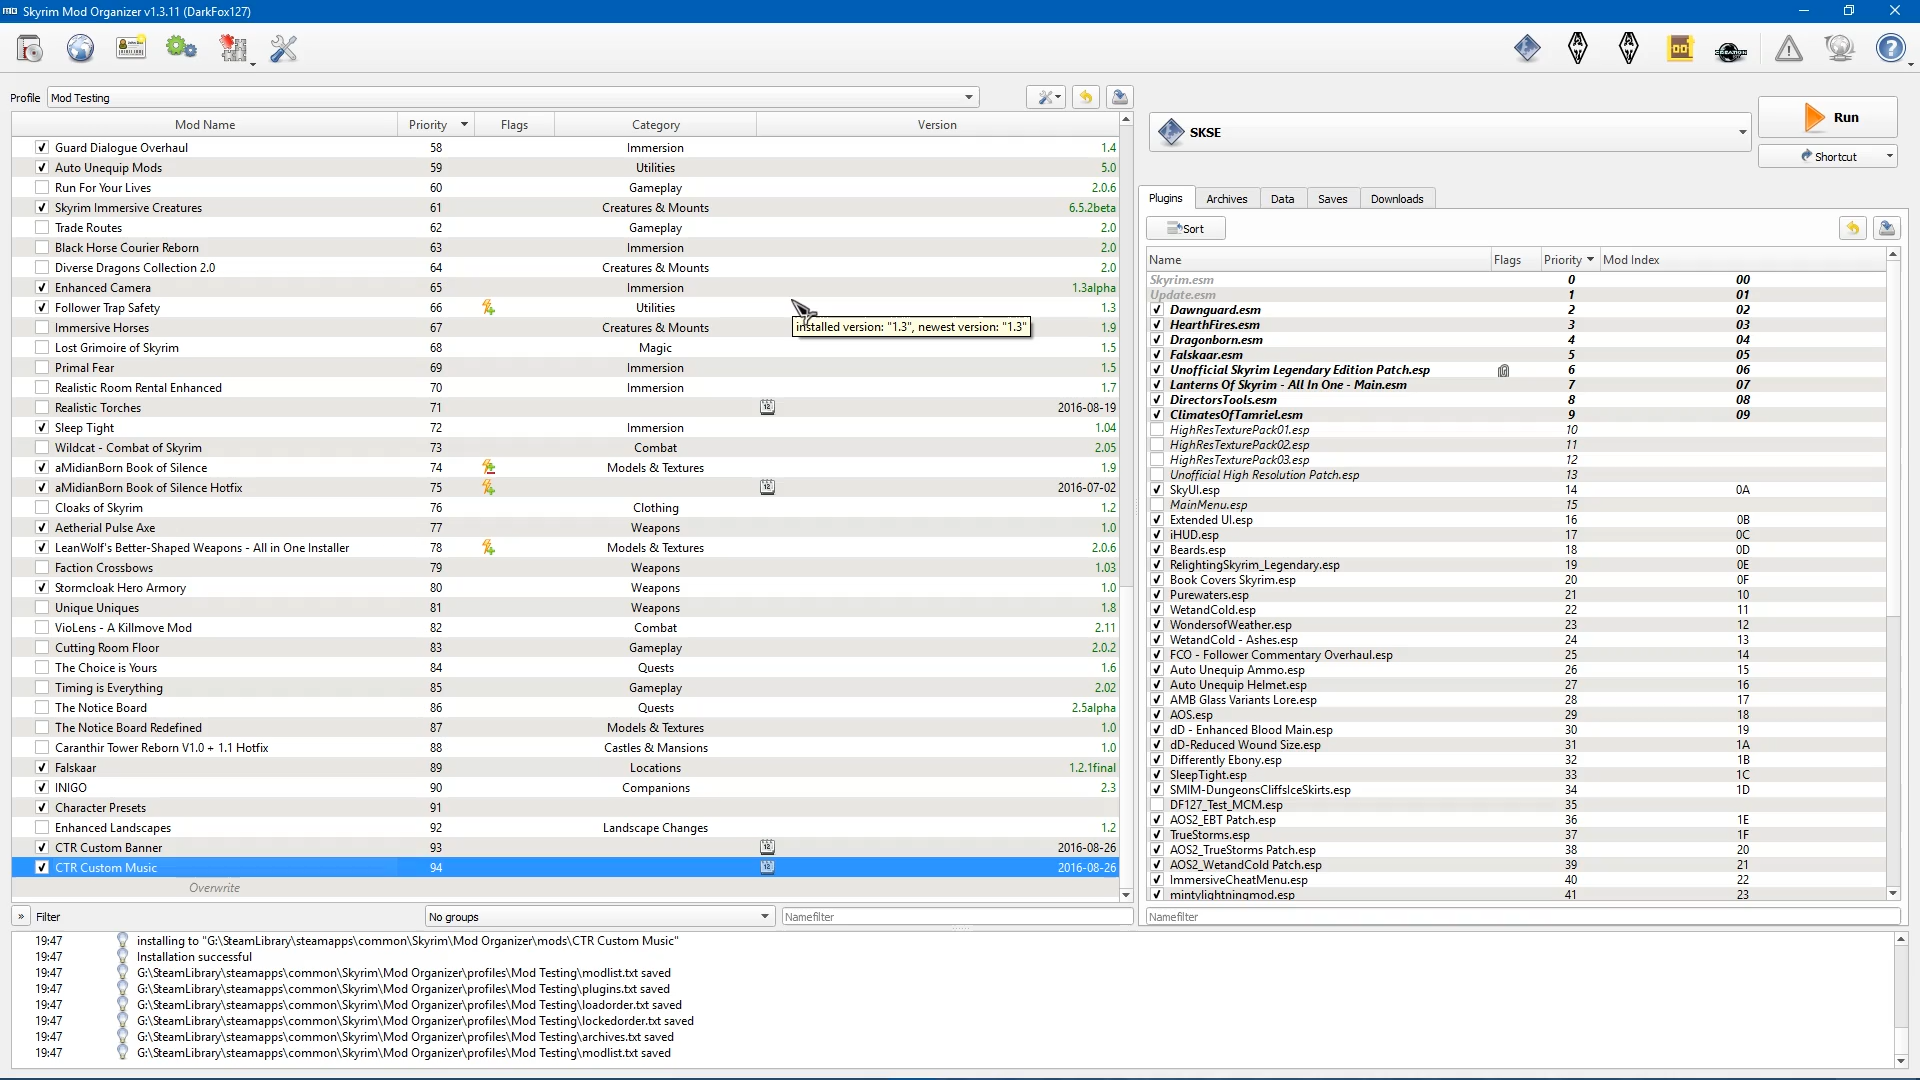 Skyrim Mod Organizer v1.3.11 (DarkFox127)
Profile Mod Testing
Mod Name Priority Flags Category Version
Guard Dialogue Overhaul 58 Immersion 1.4
Auto Unequip Mods 59 Utilities 5.0
Run For Your Lives 60 Gameplay 2.0.6
Skyrim Immersive Creatures 61 Creatures & Mounts 6.5.2beta
Trade Routes 62 Gameplay 2.0
Black Horse Courier Reborn 63 Immersion 2.0
Diverse Dragons Collection 2.0 64 Creatures & Mounts 2.0
Enhanced Camera 65 Immersion 1.3alpha
Follower Trap Safety 66 Utilities 1.3
installed version: "1.3", newest version: "1.3"
Immersive Horses 67 Creatures & Mounts 1.9
Lost Grimoire of Skyrim 68 Magic 1.5
Primal Fear 69 Immersion 1.5
Realistic Room Rental Enhanced 70 Immersion 1.7
Realistic Torches 71 2016-08-19
Sleep Tight 72 Immersion 1.04
Wildcat - Combat of Skyrim 73 Combat 2.05
aMidianBorn Book of Silence 74 Models & Textures 1.9
aMidianBorn Book of Silence Hotfix 75 2016-07-02
Cloaks of Skyrim 76 Clothing 1.2
Aetherial Pulse Axe 77 Weapons 1.0
LeanWolf's Better-Shaped Weapons - All in One Installer 78 Models & Textures 2.0.6
Faction Crossbows 79 Weapons 1.03
Stormcloak Hero Armory 80 Weapons 1.0
Unique Uniques 81 Weapons 1.8
VioLens - A Killmove Mod 82 Combat 2.11
Cutting Room Floor 83 Gameplay 2.0.2
The Choice is Yours 84 Quests 1.6
Timing is Everything 85 Gameplay 2.02
The Notice Board 86 Quests 2.5alpha
The Notice Board Redefined 87 Models & Textures 1.0
Caranthir Tower Reborn V1.0 + 1.1 Hotfix 88 Castles & Mansions 1.0
Falskaar 89 Locations 1.2.1final
INIGO 90 Companions 2.3
Character Presets 91
Enhanced Landscapes 92 Landscape Changes 1.2
CTR Custom Banner 93 2016-08-26
CTR Custom Music 94 2016-08-26
Overwrite
» Filter No groups Namefilter
SKSE
Run
Shortcut
Plugins Archives Data Saves Downloads
Sort
Name Flags Priority Mod Index
Skyrim.esm 0 00
Update.esm 1 01
Dawnguard.esm 2 02
HearthFires.esm 3 03
Dragonborn.esm 4 04
Falskaar.esm 5 05
Unofficial Skyrim Legendary Edition Patch.esp 6 06
Lanterns Of Skyrim - All In One - Main.esm 7 07
DirectorsTools.esm 8 08
ClimatesOfTamriel.esm 9 09
HighResTexturePack01.esp 10
HighResTexturePack02.esp 11
HighResTexturePack03.esp 12
Unofficial High Resolution Patch.esp 13
SkyUI.esp 14 0A
MainMenu.esp 15
Extended UI.esp 16 0B
iHUD.esp 17 0C
Beards.esp 18 0D
RelightingSkyrim_Legendary.esp 19 0E
Book Covers Skyrim.esp 20 0F
Purewaters.esp 21 10
WetandCold.esp 22 11
WondersofWeather.esp 23 12
WetandCold - Ashes.esp 24 13
FCO - Follower Commentary Overhaul.esp 25 14
Auto Unequip Ammo.esp 26 15
Auto Unequip Helmet.esp 27 16
AMB Glass Variants Lore.esp 28 17
AOS.esp 29 18
dD - Enhanced Blood Main.esp 30 19
dD-Reduced Wound Size.esp 31 1A
Differently Ebony.esp 32 1B
SleepTight.esp 33 1C
SMIM-DungeonsCliffsIceSkirts.esp 34 1D
DF127_Test_MCM.esp 35
AOS2_EBT Patch.esp 36 1E
TrueStorms.esp 37 1F
AOS2_TrueStorms Patch.esp 38 20
AOS2_WetandCold Patch.esp 39 21
ImmersiveCheatMenu.esp 40 22
mintylightningmod.esp 41 23
Namefilter
19:47 installing to "G:\SteamLibrary\steamapps\common\Skyrim\Mod Organizer\mods\CTR Custom Music"
19:47 Installation successful
19:47 G:\SteamLibrary\steamapps\common\Skyrim\Mod Organizer\profiles\Mod Testing\modlist.txt saved
19:47 G:\SteamLibrary\steamapps\common\Skyrim\Mod Organizer\profiles\Mod Testing\plugins.txt saved
19:47 G:\SteamLibrary\steamapps\common\Skyrim\Mod Organizer\profiles\Mod Testing\loadorder.txt saved
19:47 G:\SteamLibrary\steamapps\common\Skyrim\Mod Organizer\profiles\Mod Testing\lockedorder.txt saved
19:47 G:\SteamLibrary\steamapps\common\Skyrim\Mod Organizer\profiles\Mod Testing\archives.txt saved
19:47 G:\SteamLibrary\steamapps\common\Skyrim\Mod Organizer\profiles\Mod Testing\modlist.txt saved